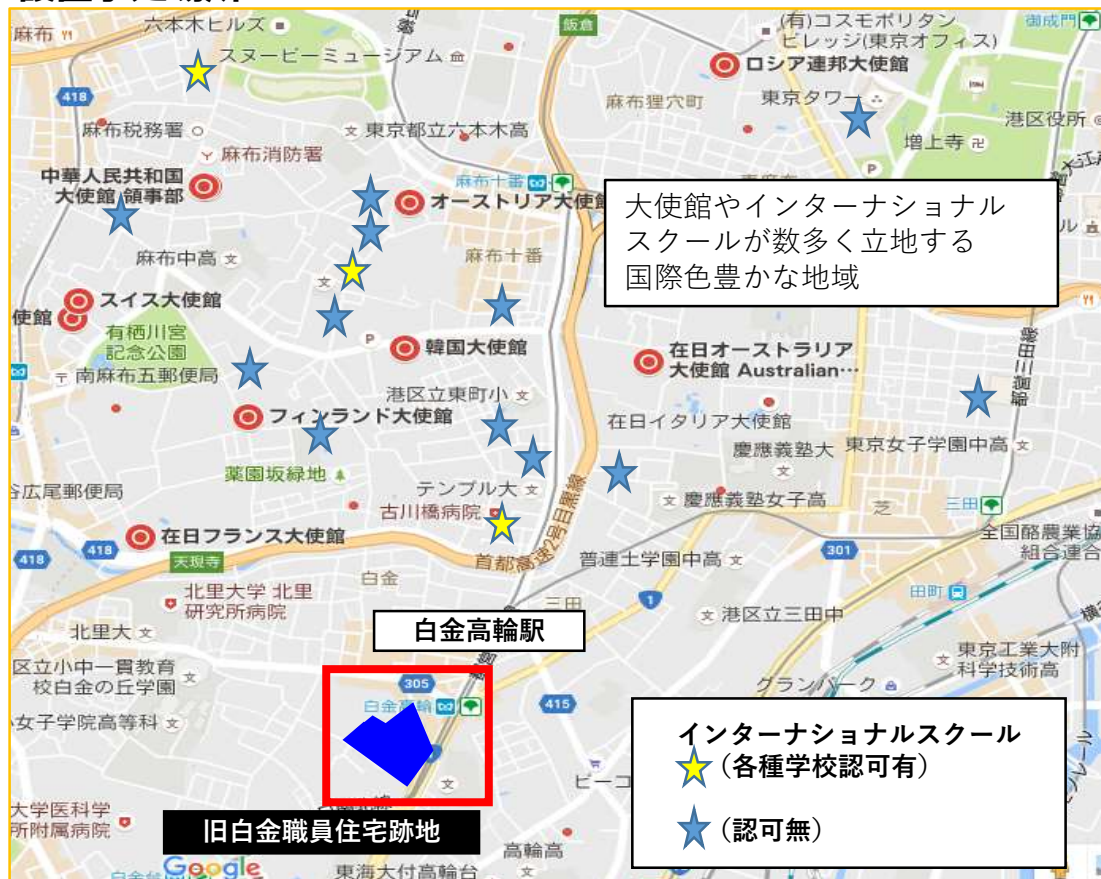 六本木ヒルズ
飯倉
(有)コスモポリタン
ビレッジ(東京オフィス)
御成門
麻布
スヌーピーミュージアム
ロシア連邦大使館
418
麻布狸穴町
東京タワー
港区役所
麻布税務署
東京都立六本木高
増上寺
麻布消防署
中華人民共和国
大使館 領事部
麻布十番
オーストリア大使館
大使館やインターナショナル
スクールが数多く立地する
国際色豊かな地域
麻布中高
麻布十番
スイス大使館
使館
有栖川宮
記念公園
韓国大使館
在日オーストラリア
大使館 Australian…
都営三田線
南麻布五郵便局
港区立東町小
フィンランド大使館
在日イタリア大使館
慶應義塾大
東京女子学園中高
薬園坂緑地
谷広尾郵便局
テンプル大
慶應義塾女子高
芝
三田
古川橋病院
首都高速2号目黒線
在日フランス大使館
全国酪農業協
組合連合
418
418
天現寺
普連土学園中高
301
白金
北里大学 北里
研究所病院
三田
1
田町
港区立三田中
北里大
白金高輪駅
東京工業大附
科学技術高
区立小中一貫教育
校白金の丘学園
305
グランパーク
白金高輪
415
女子学院高等科
インターナショナルスクール
(各種学校認可有)
(認可無)
ビーコ
大学医科学
所附属病院
旧白金職員住宅跡地
高輪高
Google
東海大付高輪台